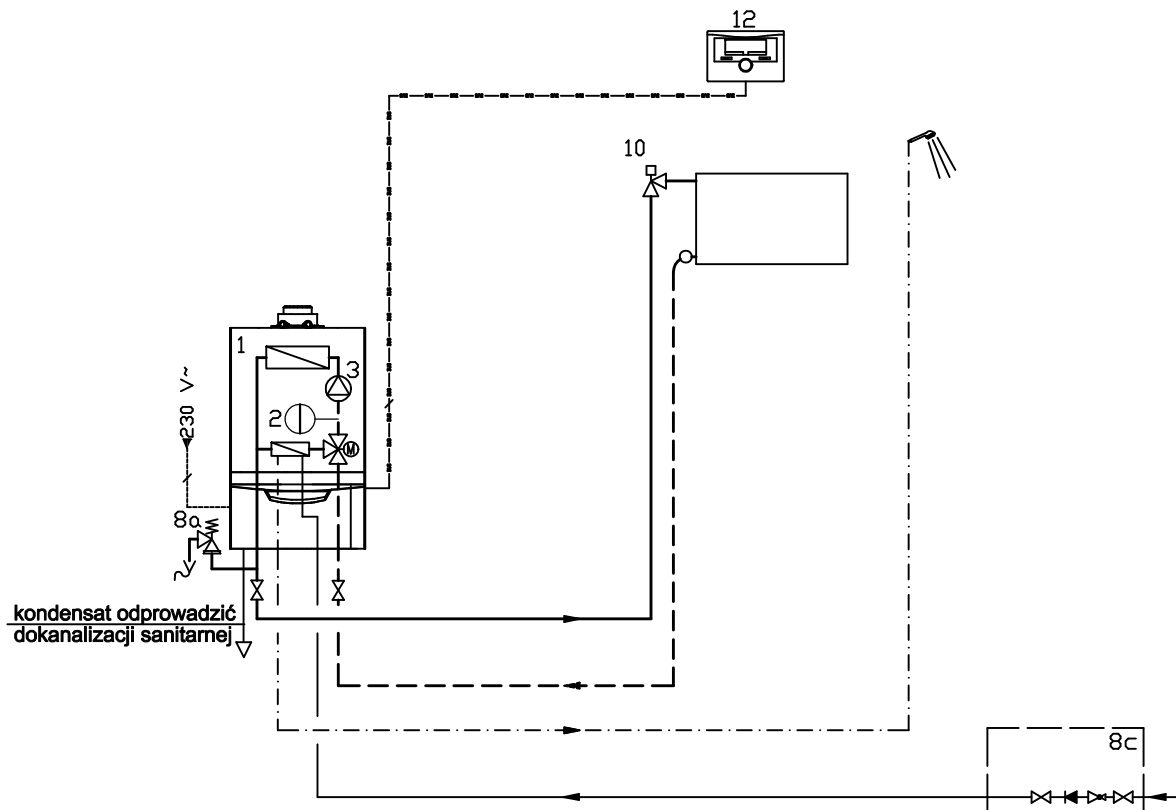 12
10
1
3
230 V~
2
M
8a
kondensat odprowadzić
dokanalizacji sanitarnej
8c